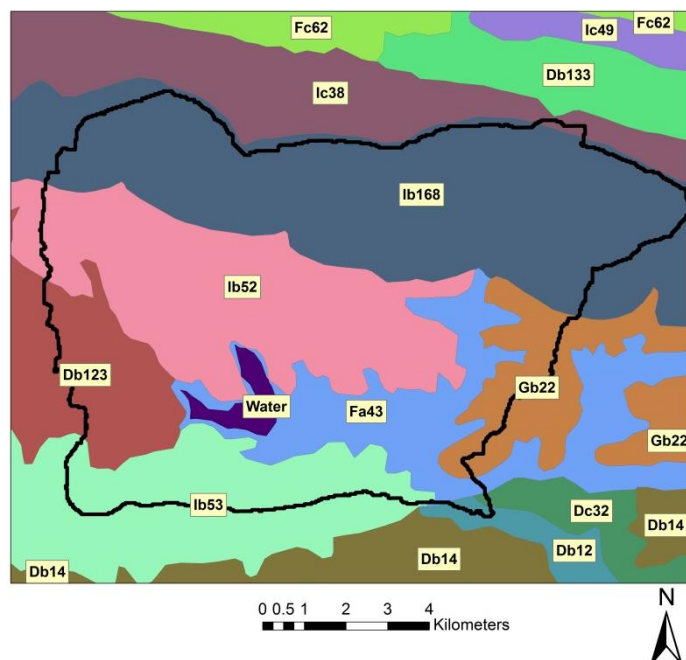 Fc62
Ic49
Fc62
Db133
Ic38
Ib168
Ib52
Db123
Water
Fa43
Gb22
Gb22
Ib53
Dc32
Db14
Db14
Db12
Db14
N
0 0.5 1 2 3 4
Kilometers